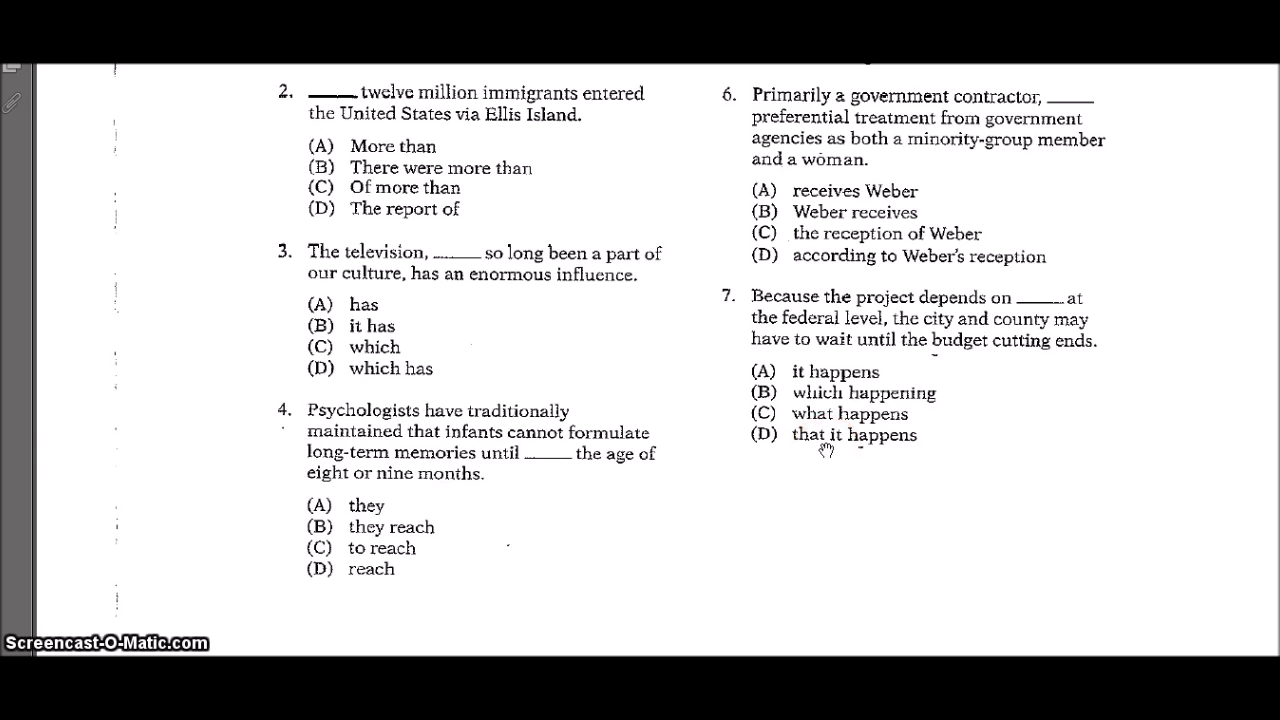 2. _____ twelve million immigrants entered
the United States via Ellis Island.
(A) More than
(B) There were more than
(C) Of more than
(D) The report of
3. The television, _____ so long been a part of
our culture, has an enormous influence.
(A) has
(B) it has
(C) which
(D) which has
4. Psychologists have traditionally
maintained that infants cannot formulate
long-term memories until _____ the age of
eight or nine months.
(A) they
(B) they reach
(C) to reach
(D) reach
6. Primarily a government contractor, _____
preferential treatment from government
agencies as both a minority-group member
and a woman.
(A) receives Weber
(B) Weber receives
(C) the reception of Weber
(D) according to Weber's reception
7. Because the project depends on _____ at
the federal level, the city and county may
have to wait until the budget cutting ends.
(A) it happens
(B) which happening
(C) what happens
(D) that it happens
Screencast-O-Matic.com